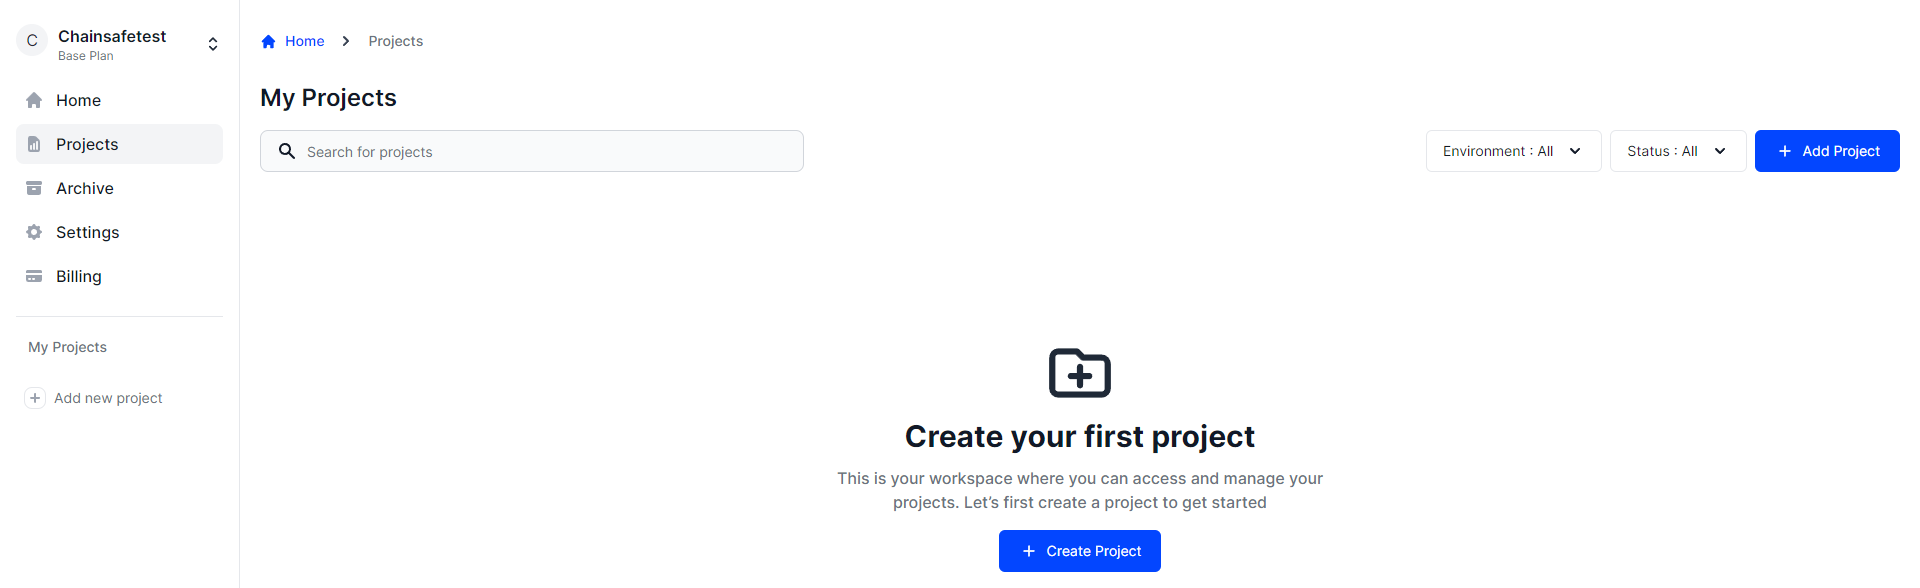 C
Chainsafetest
Base Plan
Home
Projects
Archive
Settings
Billing
My Projects
Add new project
Home
Projects
My Projects
Search for projects
Environment : All
Status : All
Add Project
Create your first project
This is your workspace where you can access and manage your
projects. Let’s first create a project to get started
Create Project